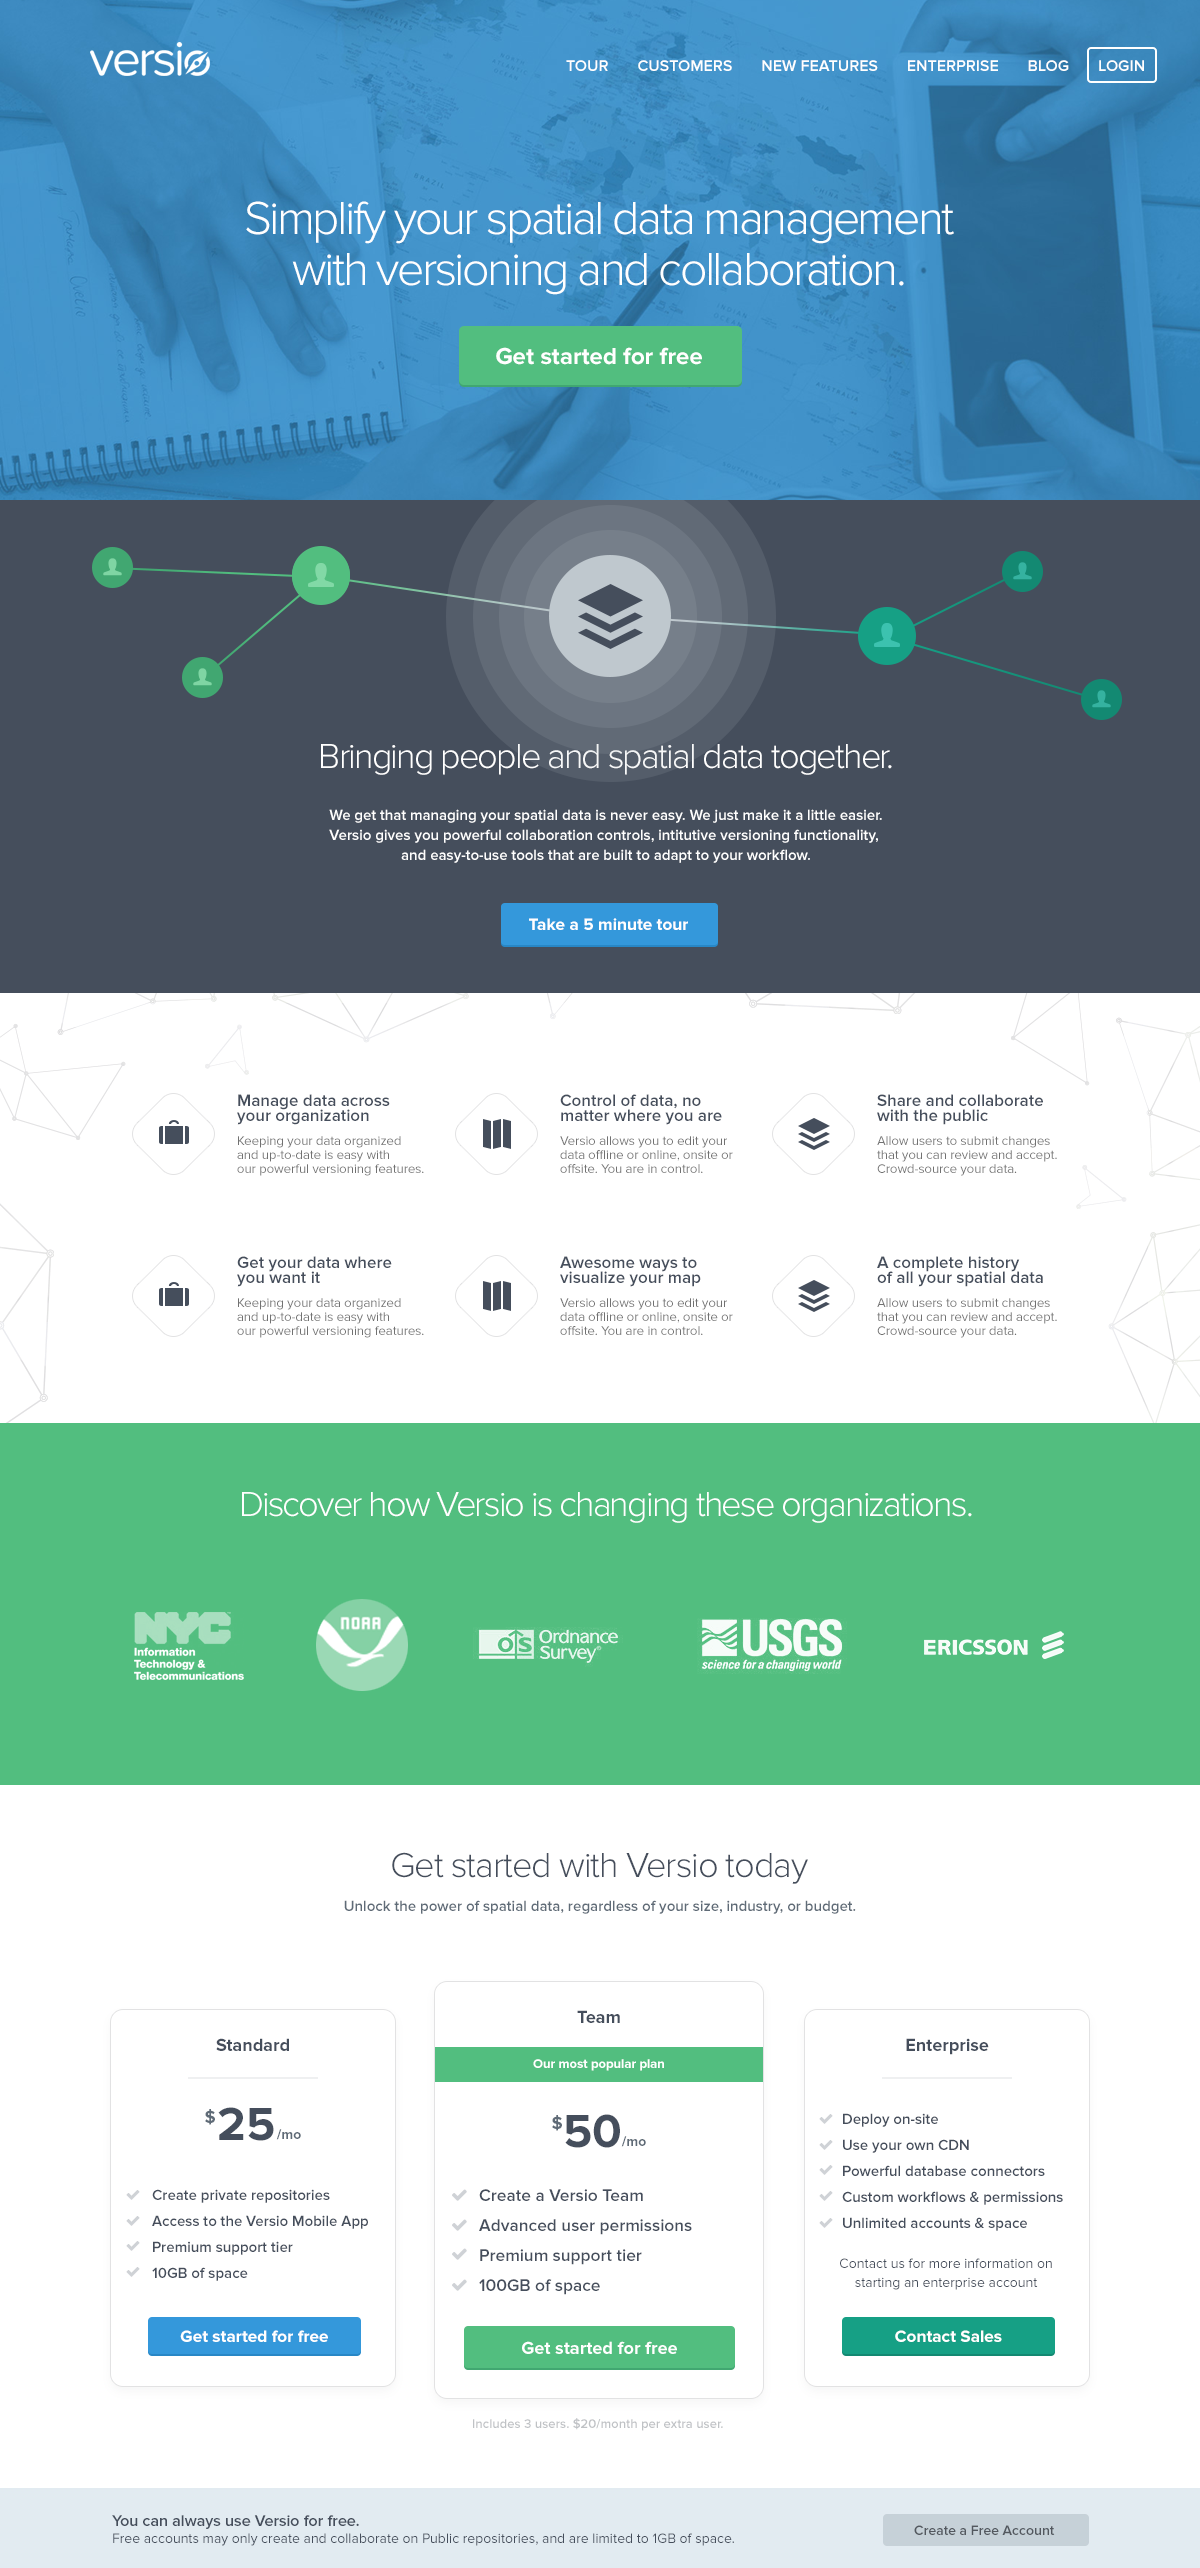 versio
TOUR CUSTOMERS NEW FEATURES ENTERPRISE BLOG LOGIN
Simplify your spatial data management
with versioning and collaboration.
Get started for free
Bringing people and spatial data together.
We get that managing your spatial data is never easy. We just make it a little easier.
Versio gives you powerful collaboration controls, intitutive versioning functionality,
and easy-to-use tools that are built to adapt to your workflow.
Take a 5 minute tour
Manage data across
your organization
Keeping your data organized
and up-to-date is easy with
our powerful versioning features.
Control of data, no
matter where you are
Versio allows you to edit your
data offline or online, onsite or
offsite. You are in control.
Share and collaborate
with the public
Allow users to submit changes
that you can review and accept.
Crowd-source your data.
Get your data where
you want it
Keeping your data organized
and up-to-date is easy with
our powerful versioning features.
Awesome ways to
visualize your map
Versio allows you to edit your
data offline or online, onsite or
offsite. You are in control.
A complete history
of all your spatial data
Allow users to submit changes
that you can review and accept.
Crowd-source your data.
Discover how Versio is changing these organizations.
NYC
Information
Technology &
Telecommunications
NOAA
OS Ordnance
Survey®
USGS
science for a changing world
ERICSSON
Get started with Versio today
Unlock the power of spatial data, regardless of your size, industry, or budget.
Standard
$25/mo
Create private repositories
Access to the Versio Mobile App
Premium support tier
10GB of space
Get started for free
Team
Our most popular plan
$50/mo
Create a Versio Team
Advanced user permissions
Premium support tier
100GB of space
Get started for free
Includes 3 users. $20/month per extra user.
Enterprise
Deploy on-site
Use your own CDN
Powerful database connectors
Custom workflows & permissions
Unlimited accounts & space
Contact us for more information on
starting an enterprise account
Contact Sales
You can always use Versio for free.
Free accounts may only create and collaborate on Public repositories, and are limited to 1GB of space.
Create a Free Account